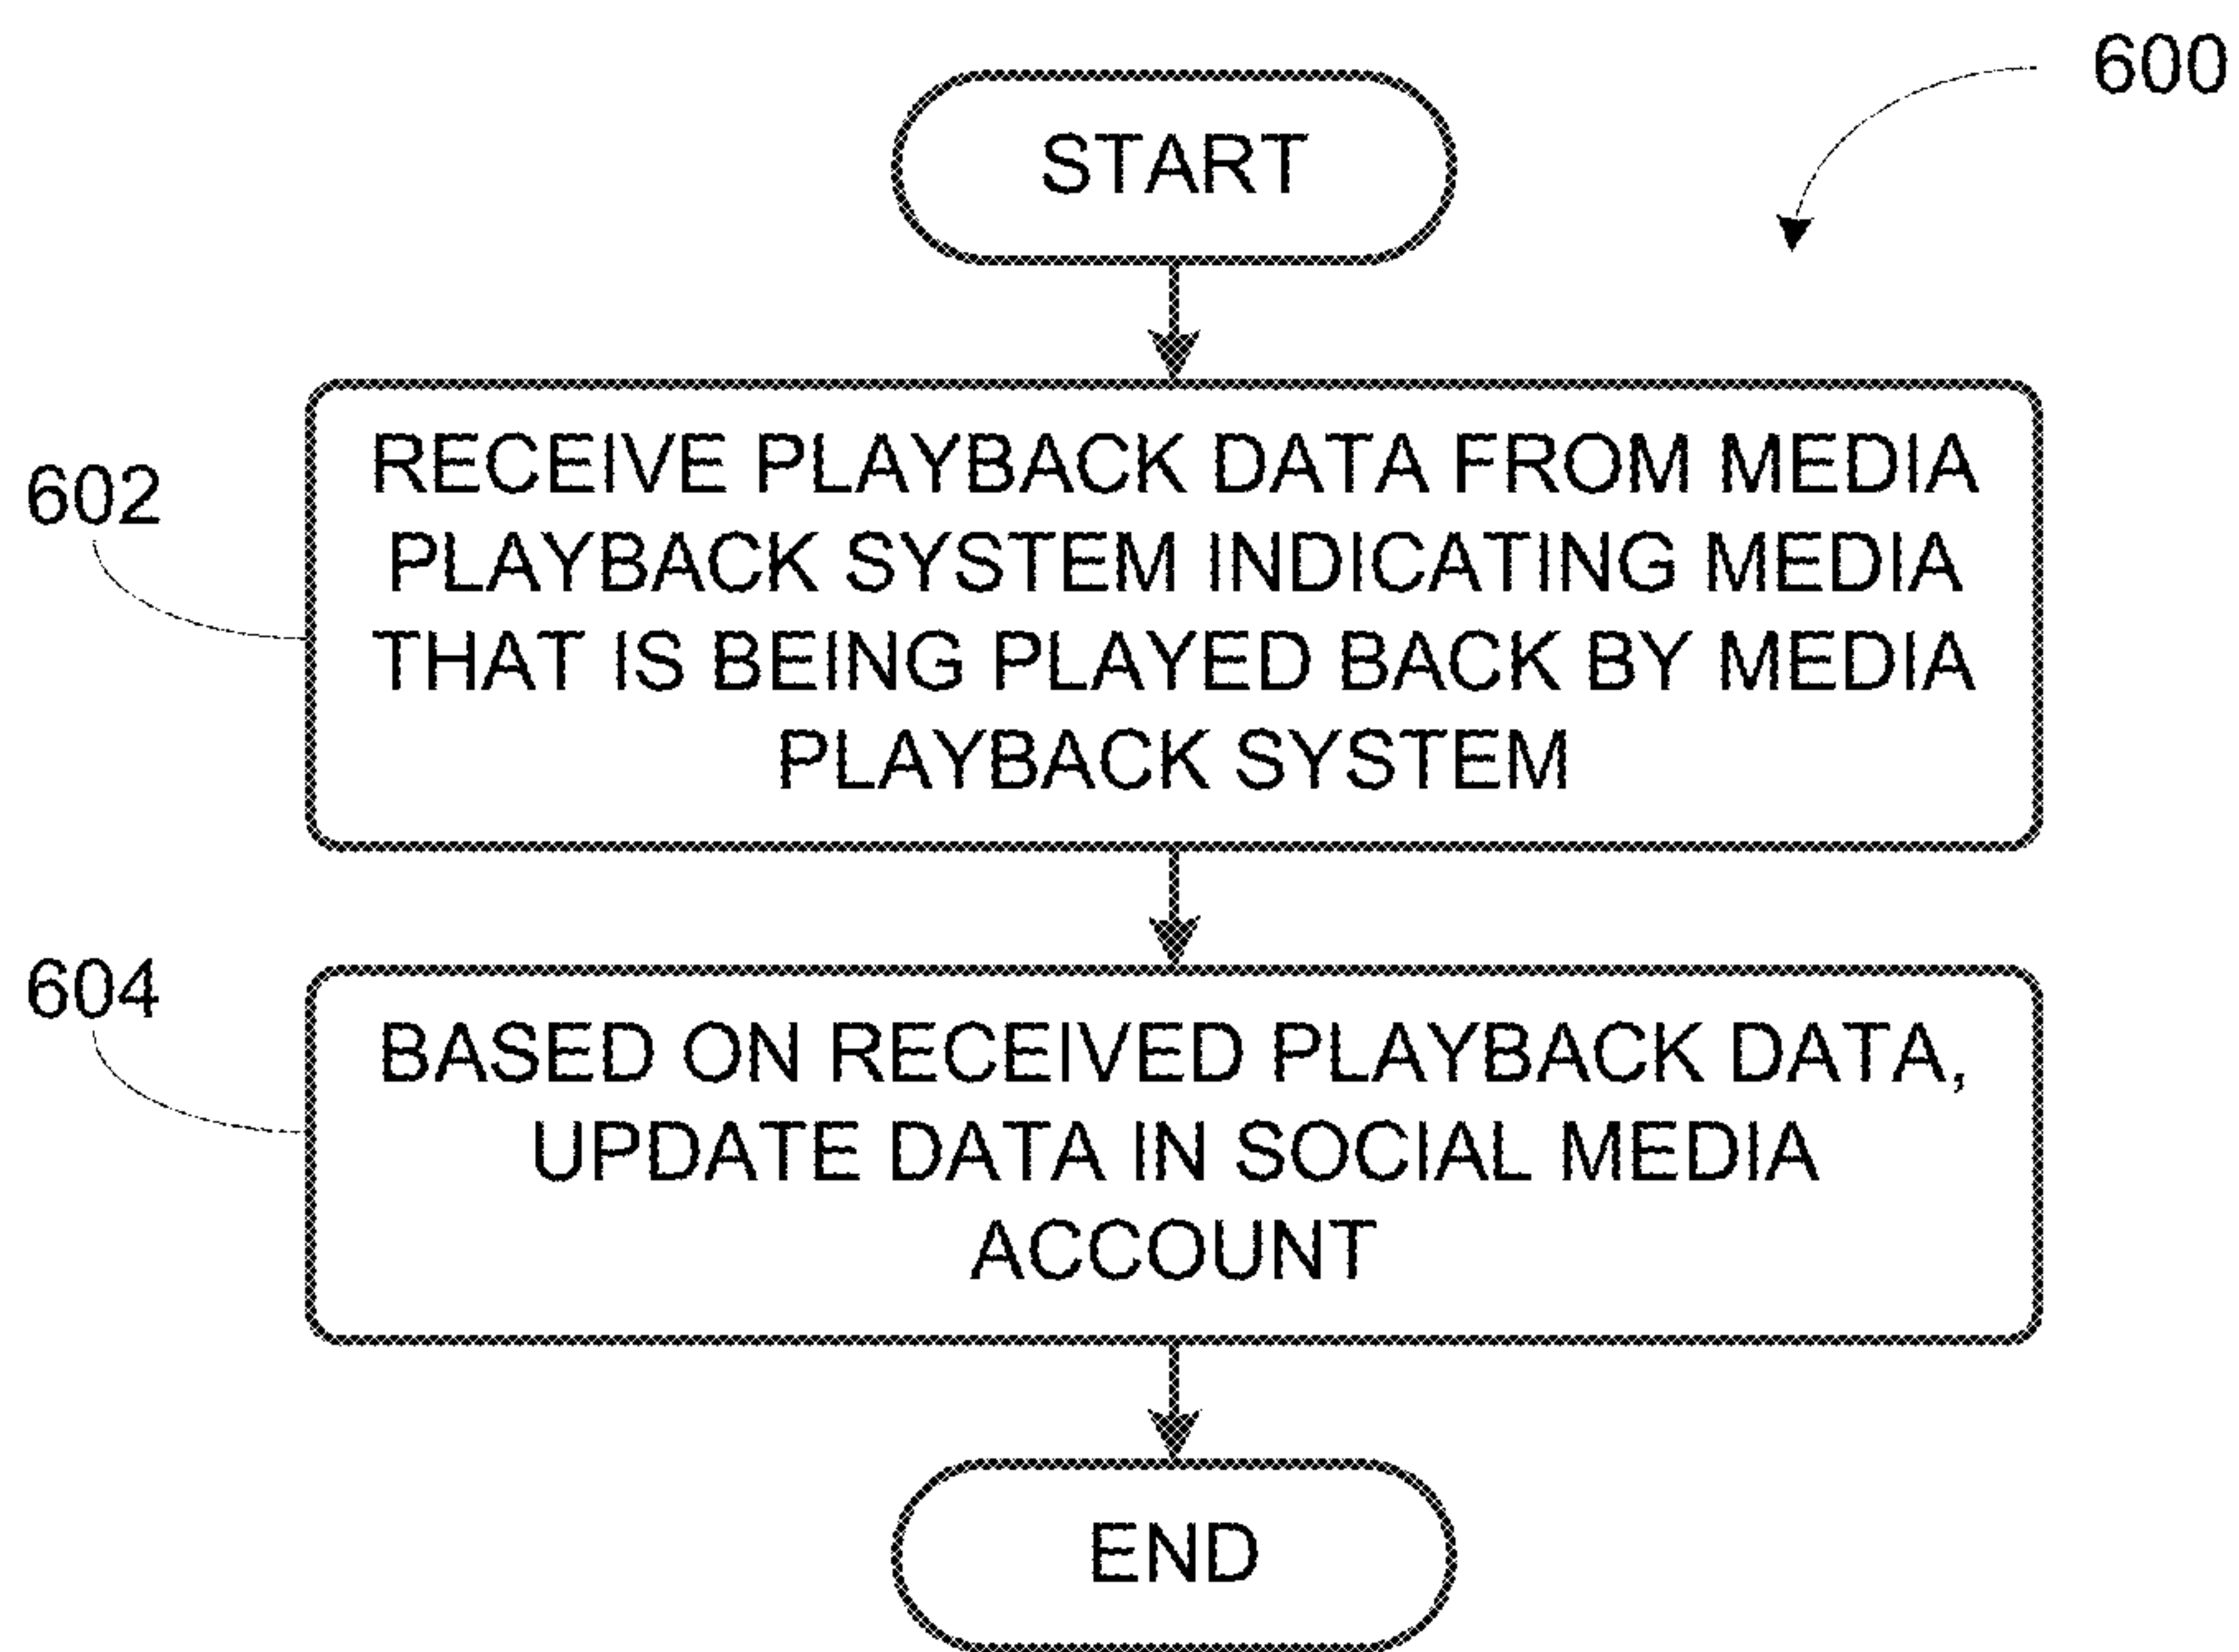 600
START
602
RECEIVE PLAYBACK DATA FROM MEDIA
PLAYBACK SYSTEM INDICATING MEDIA
THAT IS BEING PLAYED BACK BY MEDIA
PLAYBACK SYSTEM
604
BASED ON RECEIVED PLAYBACK DATA,
UPDATE DATA IN SOCIAL MEDIA
ACCOUNT
END